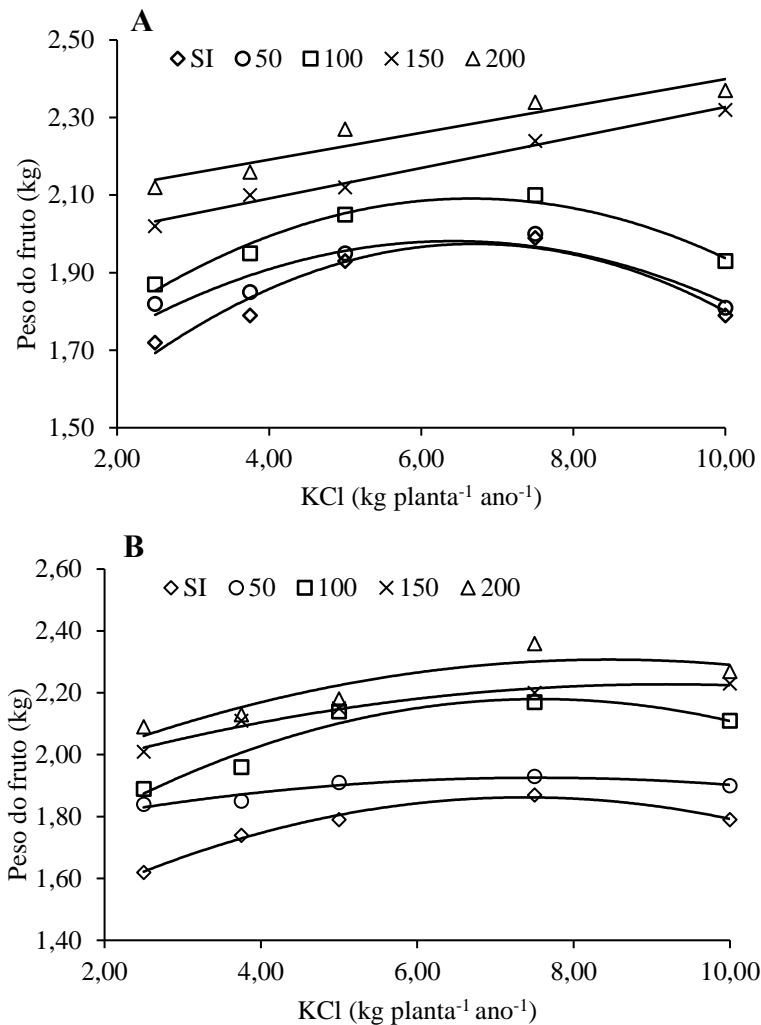 A
2,50
SI 50 100 150 200
2,30
2,10
1,90
1,70
1,50
Peso do fruto (kg)
2,00 4,00 6,00 8,00 10,00
KCl (kg planta⁻¹ ano⁻¹)
B
2,60
SI 50 100 150 200
2,40
2,20
2,00
1,80
1,60
1,40
Peso do fruto (kg)
2,00 4,00 6,00 8,00 10,00
KCl (kg planta⁻¹ ano⁻¹)